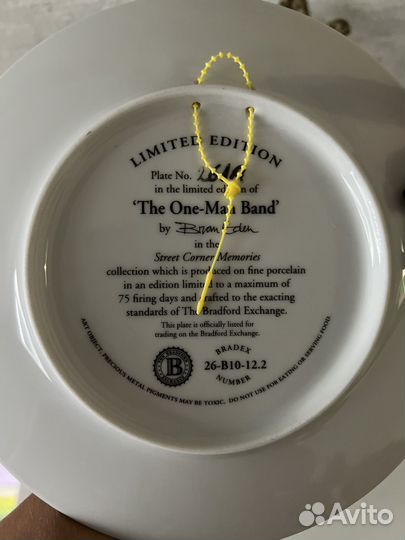 LIMITED EDITION
Plate No.
in the limited edition of
'The One-Man Band'
by Brian Eden
in the
Street Corner Memories
collection which is produced on fine porcelain
in an edition limited to a maximum of
75 firing days and crafted to the exacting
standards of The Bradford Exchange.
This plate is officially listed for
trading on the Bradford Exchange.
B
BRADEX
26-B10-12.2
NUMBER
ART OBJECT, PRECIOUS METAL PIGMENTS MAY BE TOXIC. DO NOT USE FOR EATING OR SERVING FOOD.
Avito